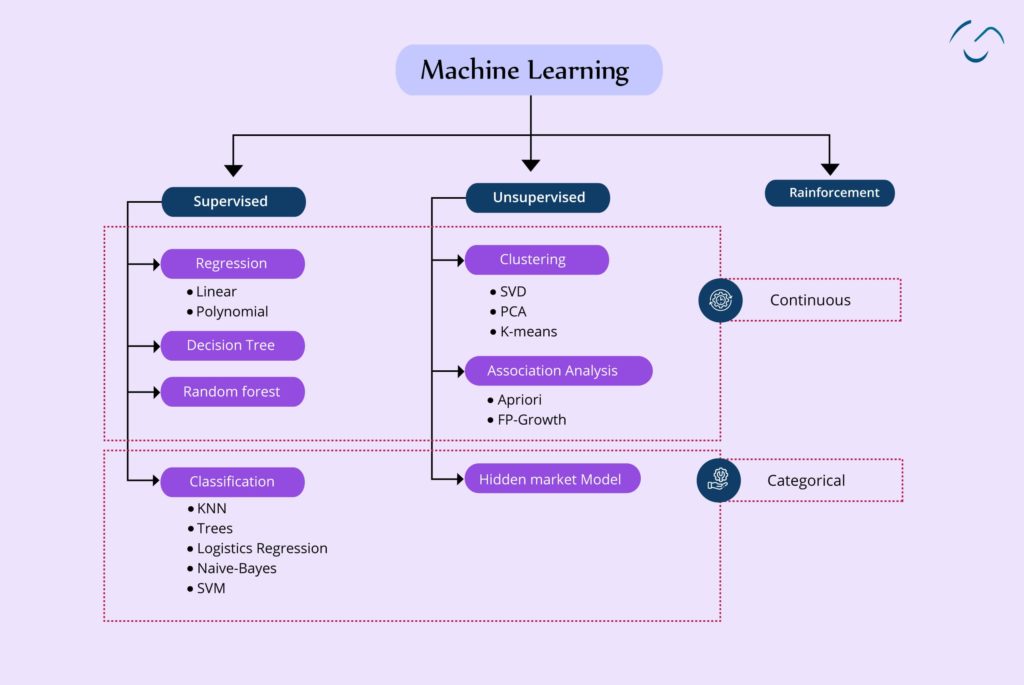 Machine Learning
Supervised
Unsupervised
Rainforcement
Regression
• Linear
• Polynomial
Decision Tree
Random forest
Clustering
• SVD
• PCA
• K-means
Association Analysis
• Apriori
• FP-Growth
Continuous
Classification
• KNN
• Trees
• Logistics Regression
• Naive-Bayes
• SVM
Hidden market Model
Categorical